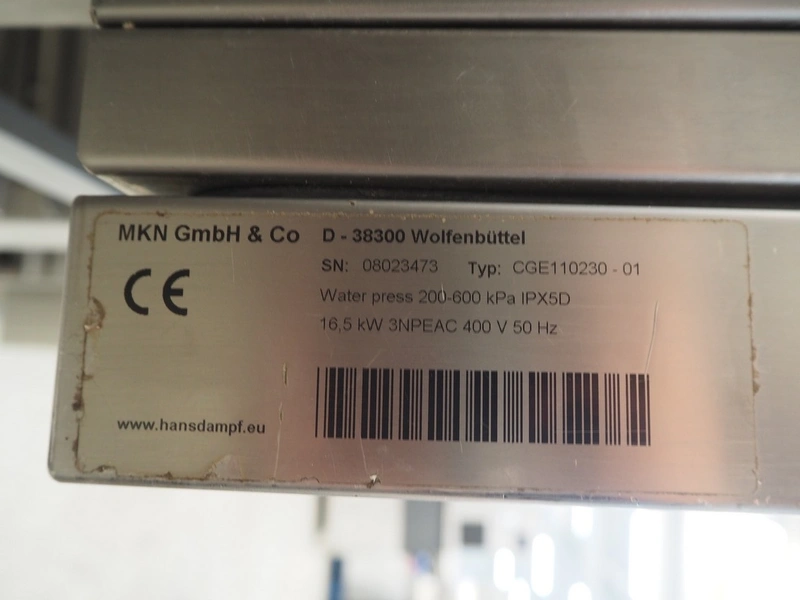 MKN GmbH & Co D - 38300 Wolfenbüttel
SN: 08023473 Typ: CGE110230 - 01
CE
Water press 200-600 kPa IPX5D
16,5 kW 3NPEAC 400 V 50 Hz
www.hansdampf.eu